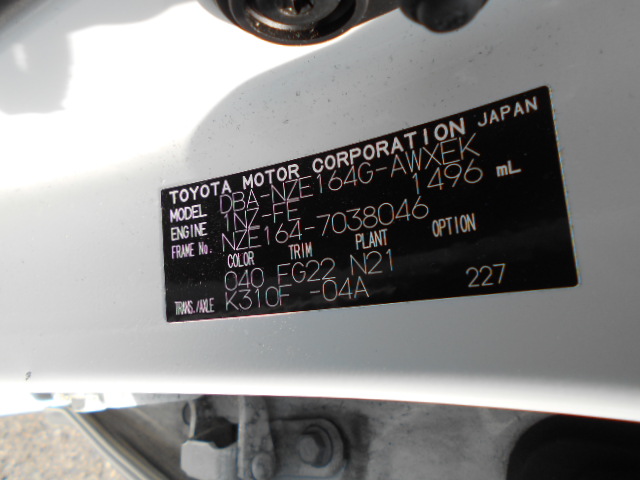 TOYOTA MOTOR CORPORATION JAPAN
MODEL DBA-NZE164G-AWXEK
ENGINE 1NZ-FE 1496 mL
FRAME No. NZE164-7038046
COLOR TRIM PLANT OPTION
040 FG22 N21
TRANS./AXLE K310F -04A 227